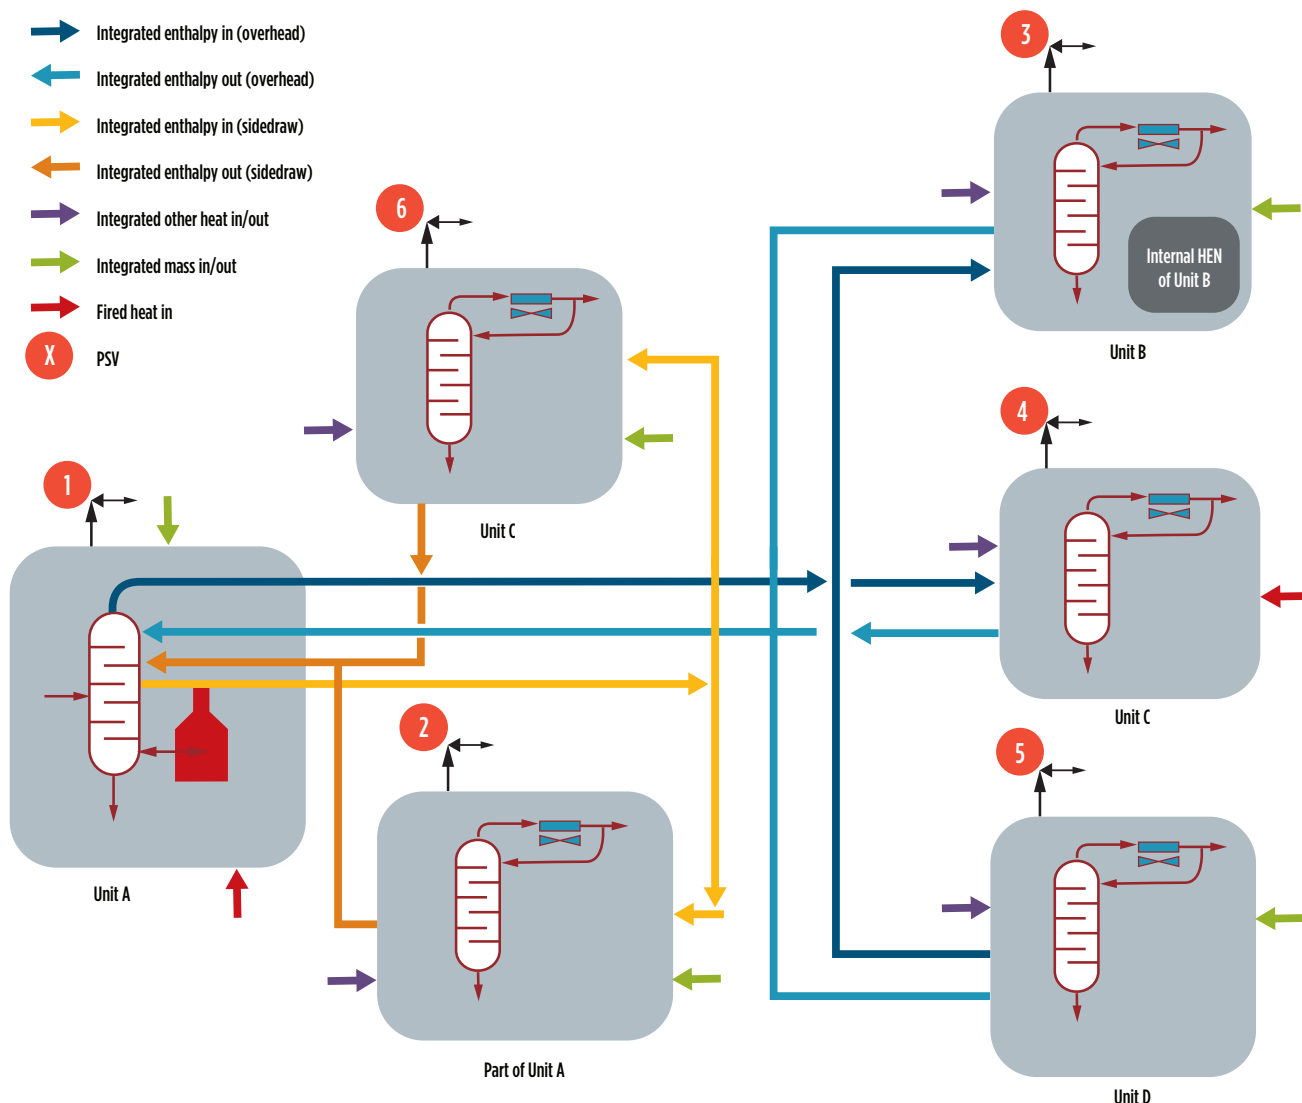 Integrated enthalpy in (overhead)
Integrated enthalpy out (overhead)
Integrated enthalpy in (sidedraw)
Integrated enthalpy out (sidedraw)
Integrated other heat in/out
Integrated mass in/out
Fired heat in
X
PSV
3
Internal HEN
of Unit B
Unit B
6
Unit C
4
Unit C
1
Unit A
2
Part of Unit A
5
Unit D